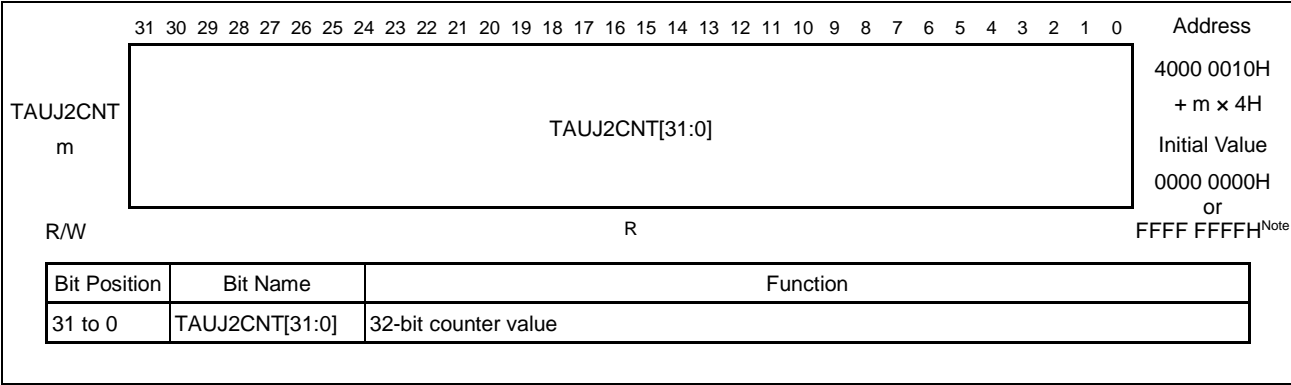 31 30 29 28 27 26 25 24 23 22 21 20 19 18 17 16 15 14 13 12 11 10 9 8 7 6 5 4 3 2 1 0 Address
TAUJ2CNT
m
TAUJ2CNT[31:0]
4000 0010H
+ m × 4H
Initial Value
0000 0000H
or
FFFF FFFFHNote
R/W R
Bit Position Bit Name Function
31 to 0 TAUJ2CNT[31:0] 32-bit counter value